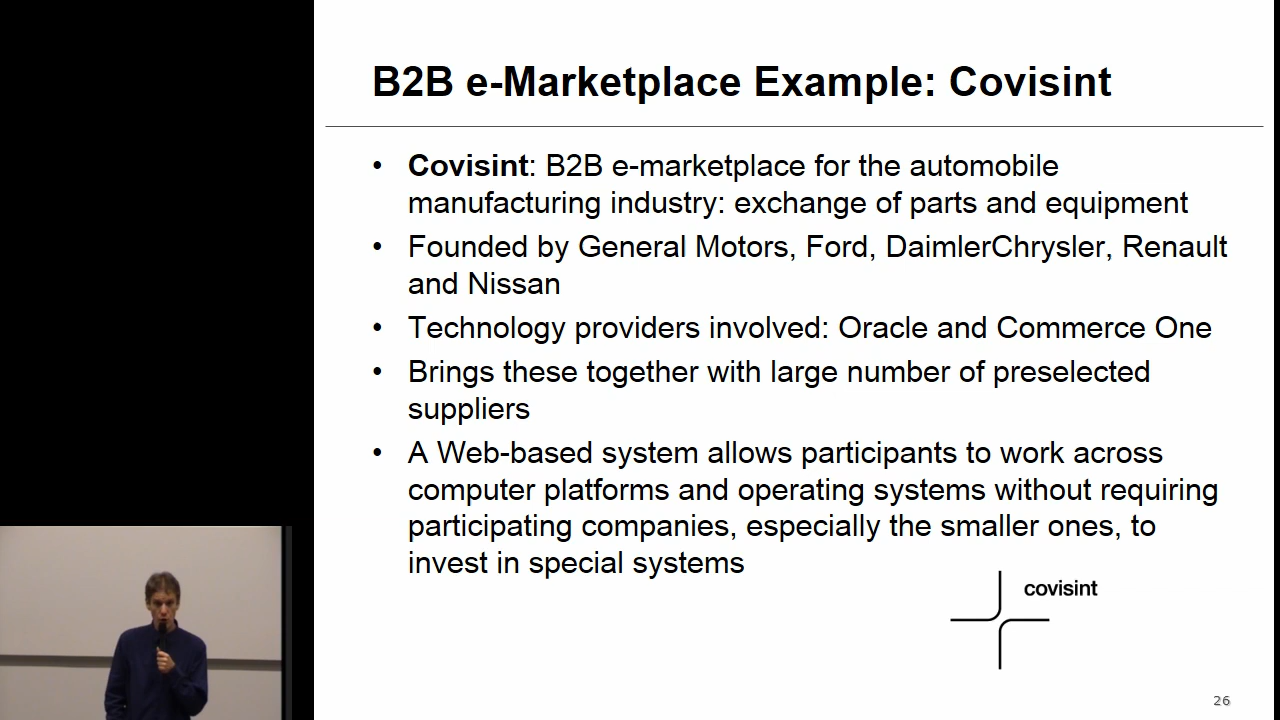 B2B e-Marketplace Example: Covisint
• Covisint: B2B e-marketplace for the automobile
manufacturing industry: exchange of parts and equipment
• Founded by General Motors, Ford, DaimlerChrysler, Renault
and Nissan
• Technology providers involved: Oracle and Commerce One
• Brings these together with large number of preselected
suppliers
• A Web-based system allows participants to work across
computer platforms and operating systems without requiring
participating companies, especially the smaller ones, to
invest in special systems
covisint
26